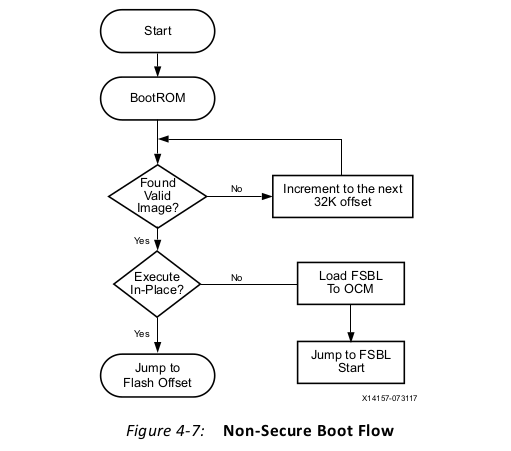 Start
BootROM
Found
Valid
Image?
No
Increment to the next
32K offset
Yes
Execute
In-Place?
No
Load FSBL
To OCM
Yes
Jump to
Flash Offset
Jump to FSBL
Start
X14157-073117
Figure 4-7: Non-Secure Boot Flow